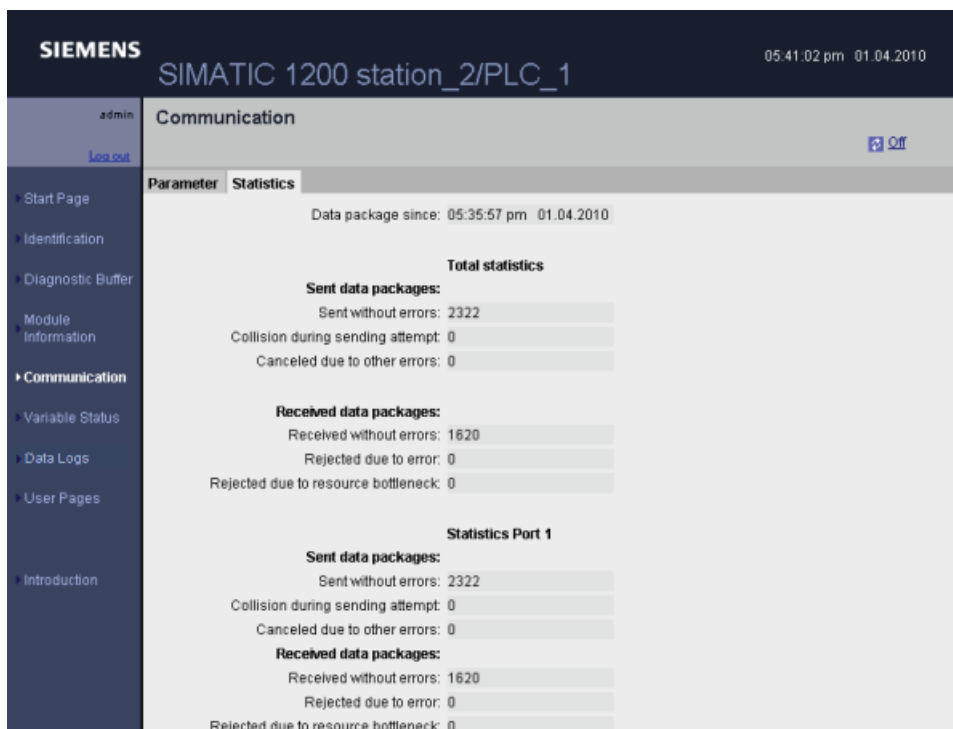 SIEMENS
SIMATIC 1200 station_2/PLC_1
05:41:02 pm 01.04.2010
admin
Log out
Communication
Off
Start Page
Identification
Diagnostic Buffer
Module
Information
Communication
Variable Status
Data Logs
User Pages
Introduction
Parameter Statistics
Data package since: 05:35:57 pm 01.04.2010
Total statistics
Sent data packages:
Sent without errors: 2322
Collision during sending attempt: 0
Canceled due to other errors: 0
Received data packages:
Received without errors: 1620
Rejected due to error: 0
Rejected due to resource bottleneck: 0
Statistics Port 1
Sent data packages:
Sent without errors: 2322
Collision during sending attempt: 0
Canceled due to other errors: 0
Received data packages:
Received without errors: 1620
Rejected due to error: 0
Rejected due to resource bottleneck: 0